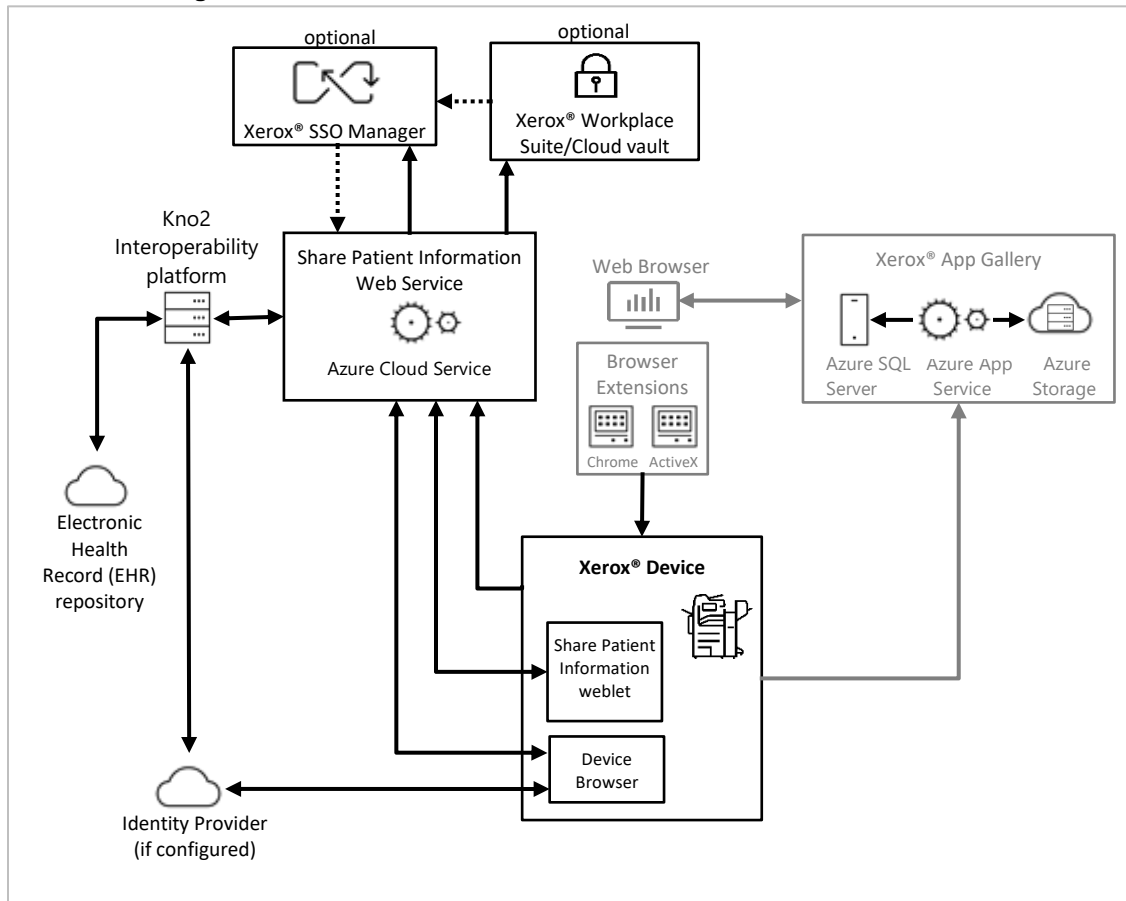 optional
Xerox® SSO Manager
optional
Xerox® Workplace
Suite/Cloud vault
Kno2
Interoperability
platform
Share Patient Information
Web Service
Azure Cloud Service
Web Browser
Xerox® App Gallery
Azure SQL
Server
Azure App
Service
Azure
Storage
Browser
Extensions
Chrome
ActiveX
Electronic
Health
Record (EHR)
repository
Xerox® Device
Share Patient
Information
weblet
Device
Browser
Identity Provider
(if configured)